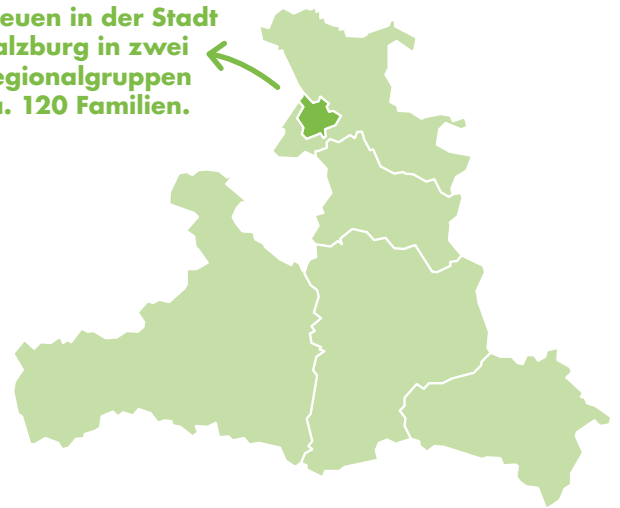 euen in der Stadt
alzburg in zwei
egionalgruppen
. 120 Familien.